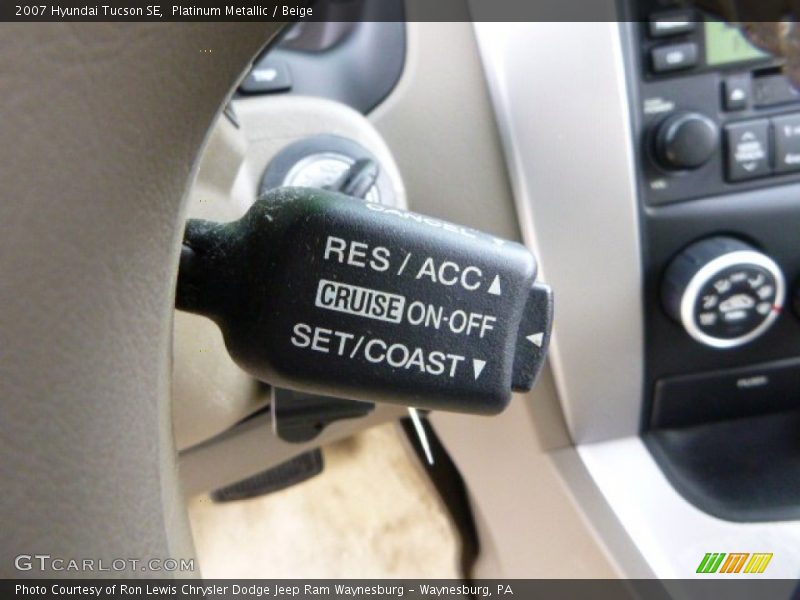 2007 Hyundai Tucson SE,  Platinum Metallic / Beige
CANCEL
RES / ACC ▲
CRUISE ON-OFF
SET/COAST ▼
GTCARLOT.COM
Photo Courtesy of Ron Lewis Chrysler Dodge Jeep Ram Waynesburg - Waynesburg, PA